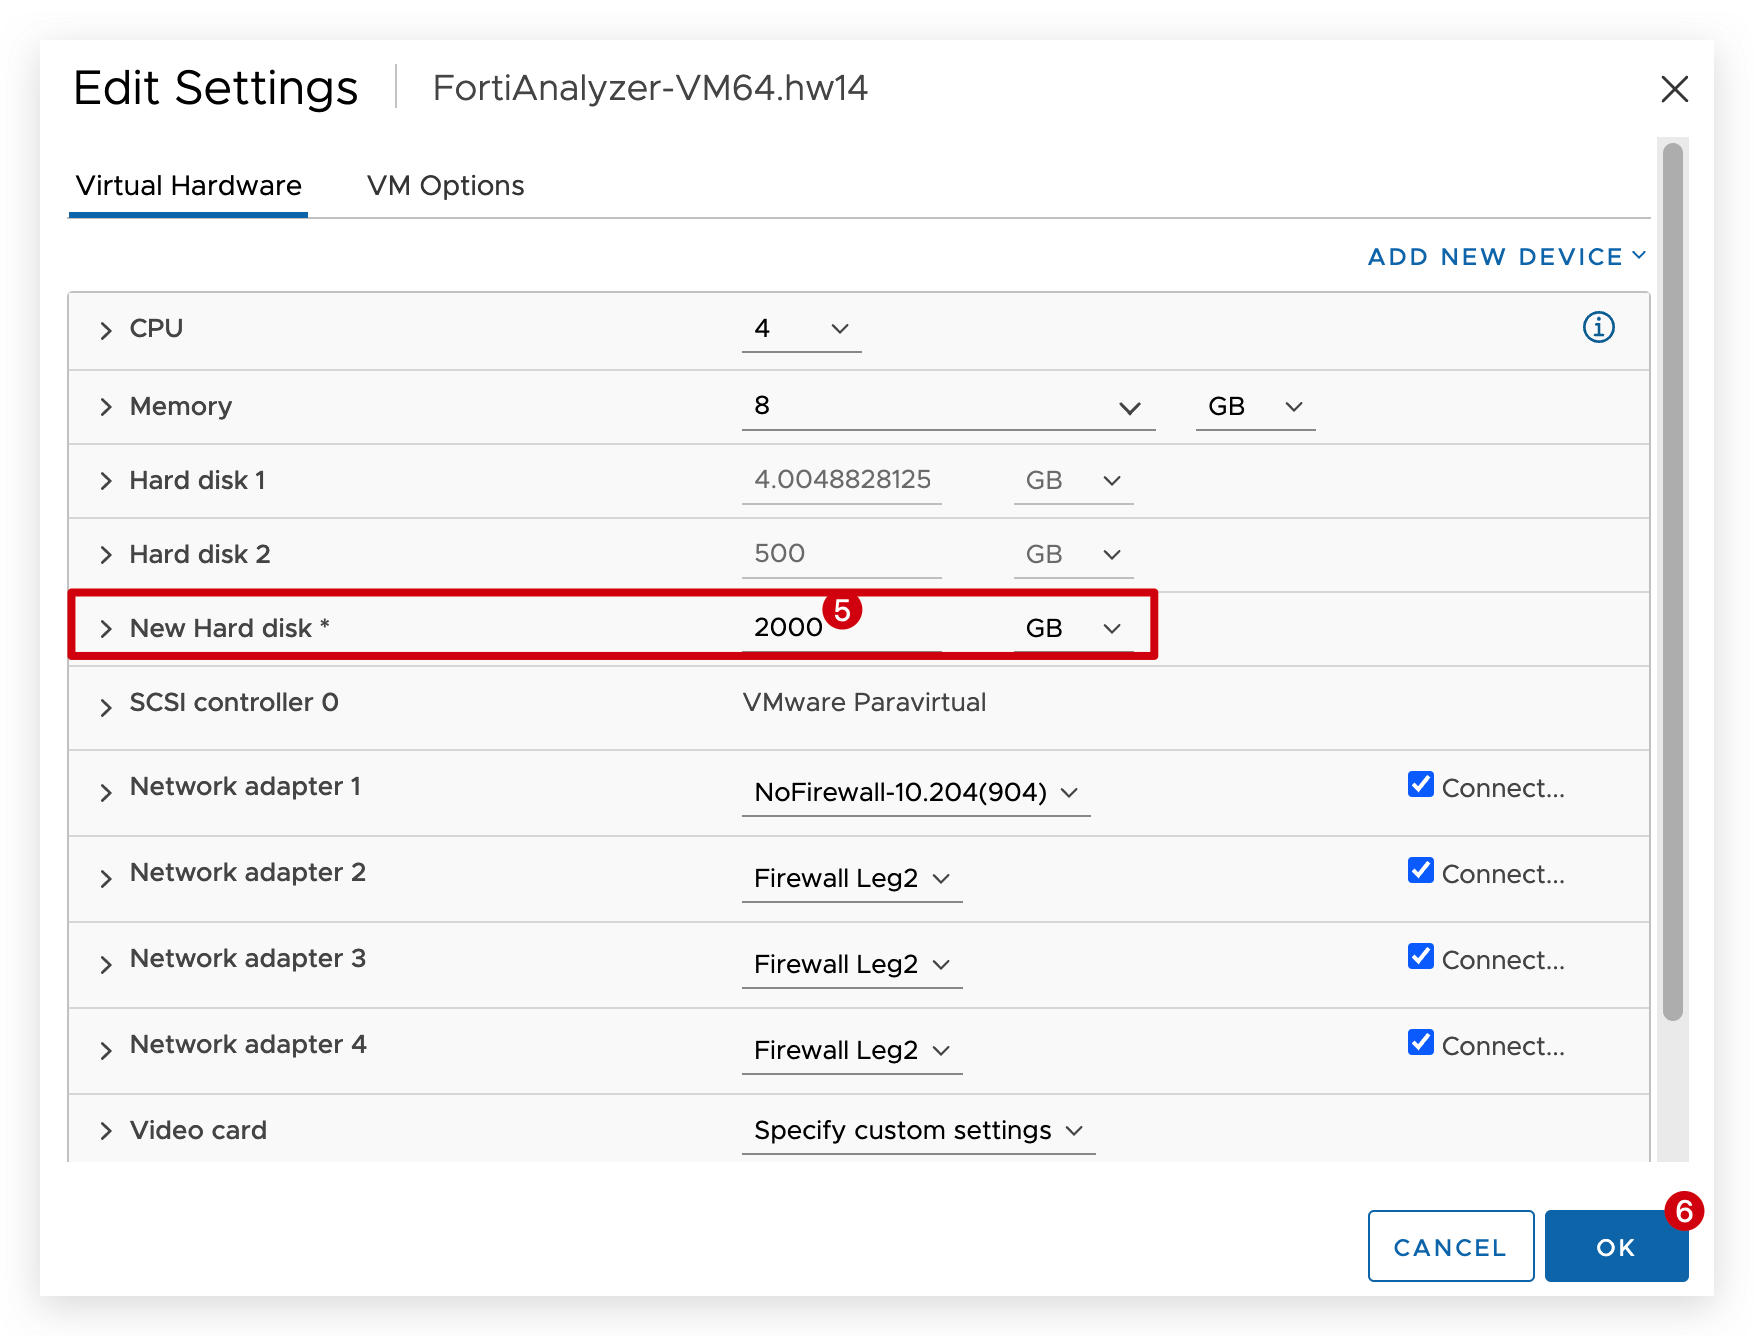 Edit Settings | FortiAnalyzer-VM64.hw14
Virtual Hardware VM Options
ADD NEW DEVICE
CPU 4
Memory 8 GB
Hard disk 1 4.0048828125 GB
Hard disk 2 500 GB
New Hard disk * 2000 5 GB
SCSI controller 0 VMware Paravirtual
Network adapter 1 NoFirewall-10.204(904) Connect...
Network adapter 2 Firewall Leg2 Connect...
Network adapter 3 Firewall Leg2 Connect...
Network adapter 4 Firewall Leg2 Connect...
Video card Specify custom settings
6
CANCEL OK